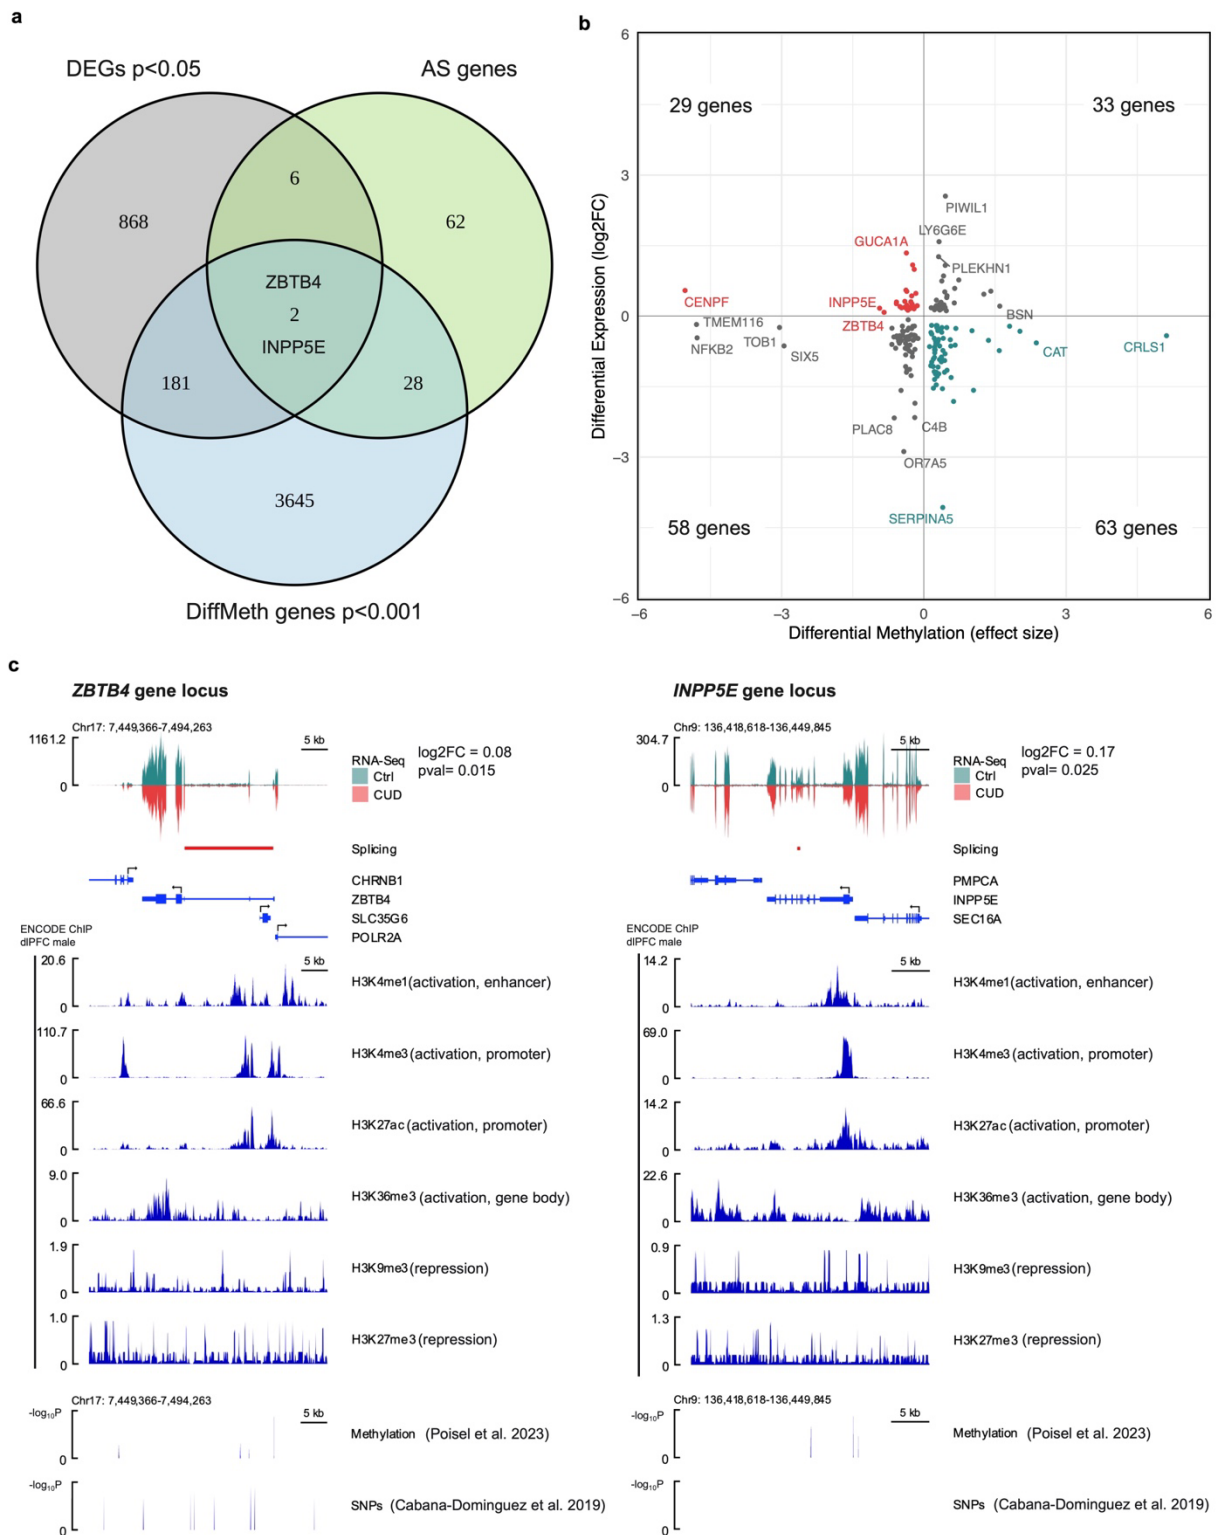 a
DEGs p<0.05
AS genes
6
868
62
ZBTB4
2
INPP5E
181
28
3645
DiffMeth genes p<0.001
b
6
29 genes
33 genes
3
PIWIL1
LY6G6E
GUCA1A
PLEKHN1
CENPF
INPP5E
BSN
0
TMEM116
ZBTB4
TOB1
NFKB2
SIX5
CAT
CRLS1
PLAC8
C4B
−3
OR7A5
SERPINA5
58 genes
63 genes
−6
−6
−3
0
3
6
Differential Expression (log2FC)
Differential Methylation (effect size)
c
ZBTB4 gene locus
Chr17: 7,449,366-7,494,263
1161.2
0
5 kb
RNA-Seq
Ctrl
CUD
log2FC = 0.08
pval= 0.015
Splicing
CHRNB1
ZBTB4
SLC35G6
POLR2A
ENCODE ChIP
dlPFC male
5 kb
20.6
0
H3K4me1(activation, enhancer)
110.7
0
H3K4me3(activation, promoter)
66.6
0
H3K27ac(activation, promoter)
9.0
0
H3K36me3 (activation, gene body)
1.9
0
H3K9me3(repression)
1.0
0
H3K27me3 (repression)
Chr17: 7,449,366-7,494,263
5 kb
-log10P
0
Methylation (Poisel et al. 2023)
-log10P
0
SNPs (Cabana-Dominguez et al. 2019)
INPP5E gene locus
Chr9: 136,418,618-136,449,845
304.7
0
5 kb
RNA-Seq
Ctrl
CUD
log2FC = 0.17
pval= 0.025
Splicing
PMPCA
INPP5E
SEC16A
ENCODE ChIP
dlPFC male
5 kb
14.2
0
H3K4me1(activation, enhancer)
69.0
0
H3K4me3(activation, promoter)
14.2
0
H3K27ac(activation, promoter)
22.6
0
H3K36me3 (activation, gene body)
0.9
0
H3K9me3(repression)
1.3
0
H3K27me3 (repression)
Chr9: 136,418,618-136,449,845
5 kb
-log10P
0
Methylation (Poisel et al. 2023)
-log10P
0
SNPs (Cabana-Dominguez et al. 2019)